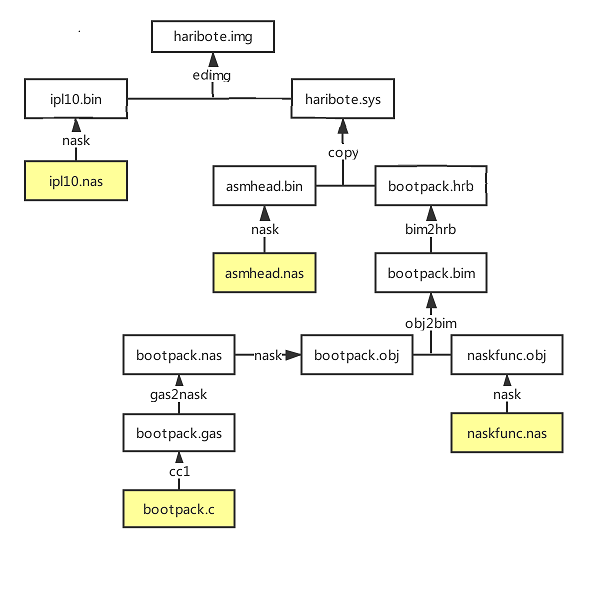 haribote.img
edimg
ipl10.bin
haribote.sys
nask
copy
ipl10.nas
asmhead.bin
bootpack.hrb
nask
bim2hrb
asmhead.nas
bootpack.bim
obj2bim
bootpack.nas
nask
bootpack.obj
naskfunc.obj
gas2nask
nask
bootpack.gas
naskfunc.nas
cc1
bootpack.c